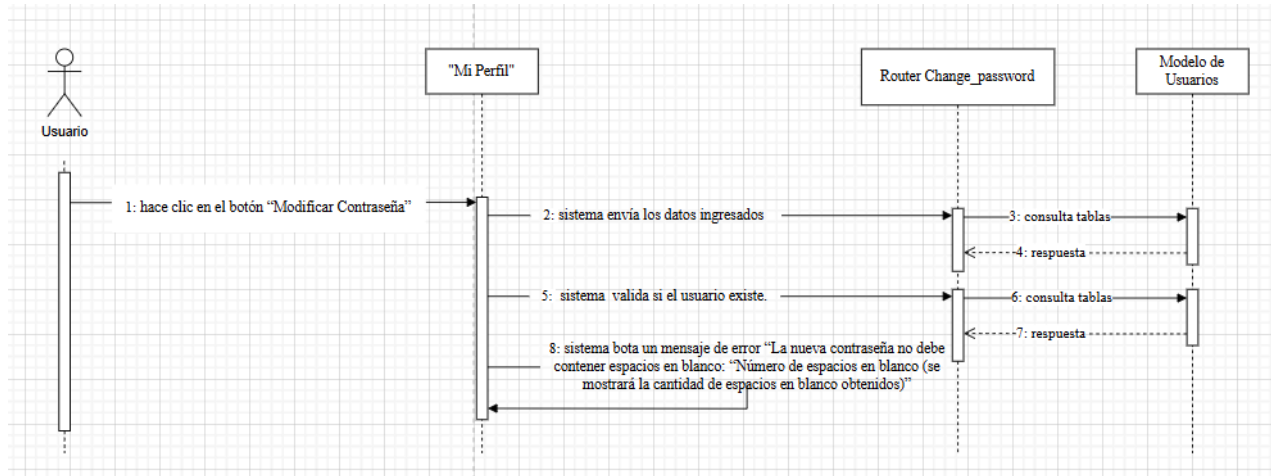 "Mi Perfil"
Router Change_password
Modelo de
Usuarios
Usuario
1: hace clic en el botón “Modificar Contraseña”
2: sistema envía los datos ingresados
3: consulta tablas
4: respuesta
5: sistema valida si el usuario existe.
6: consulta tablas
7: respuesta
8: sistema bota un mensaje de error “La nueva contraseña no debe
contener espacios en blanco: “Número de espacios en blanco (se
mostrará la cantidad de espacios en blanco obtenidos)”